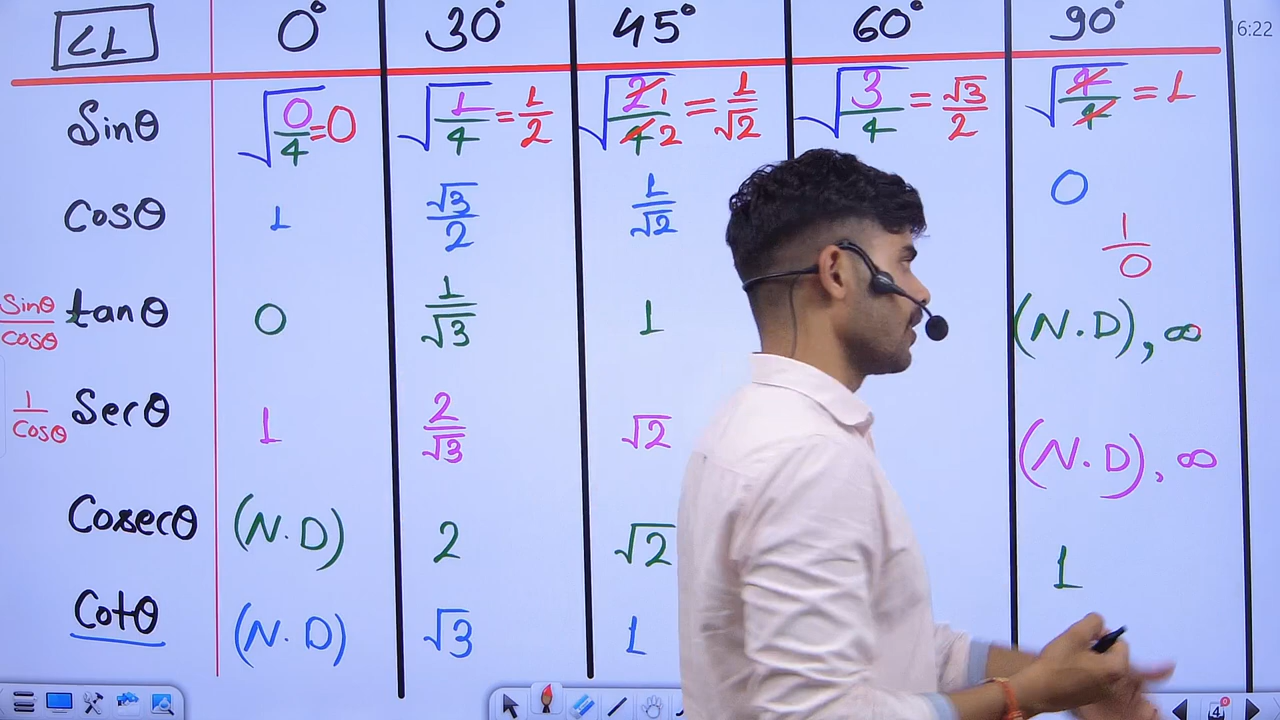 ∠L 0° 30° 45° 60° 90°
6:22
Sinθ √0/4=0 √1/4=1/2 √21/42=1/√2 √3/4=√3/2 √4/4=1
Cosθ 1 √3/2 1/√2 0
1/0
Sinθ/cosθ tanθ 0 1/√3 1 (N.D), ∞
1/Cosθ Secθ 1 2/√3 √2 (N.D), ∞
Cosecθ (N.D) 2 √2 1
Cotθ (N.D) √3 1